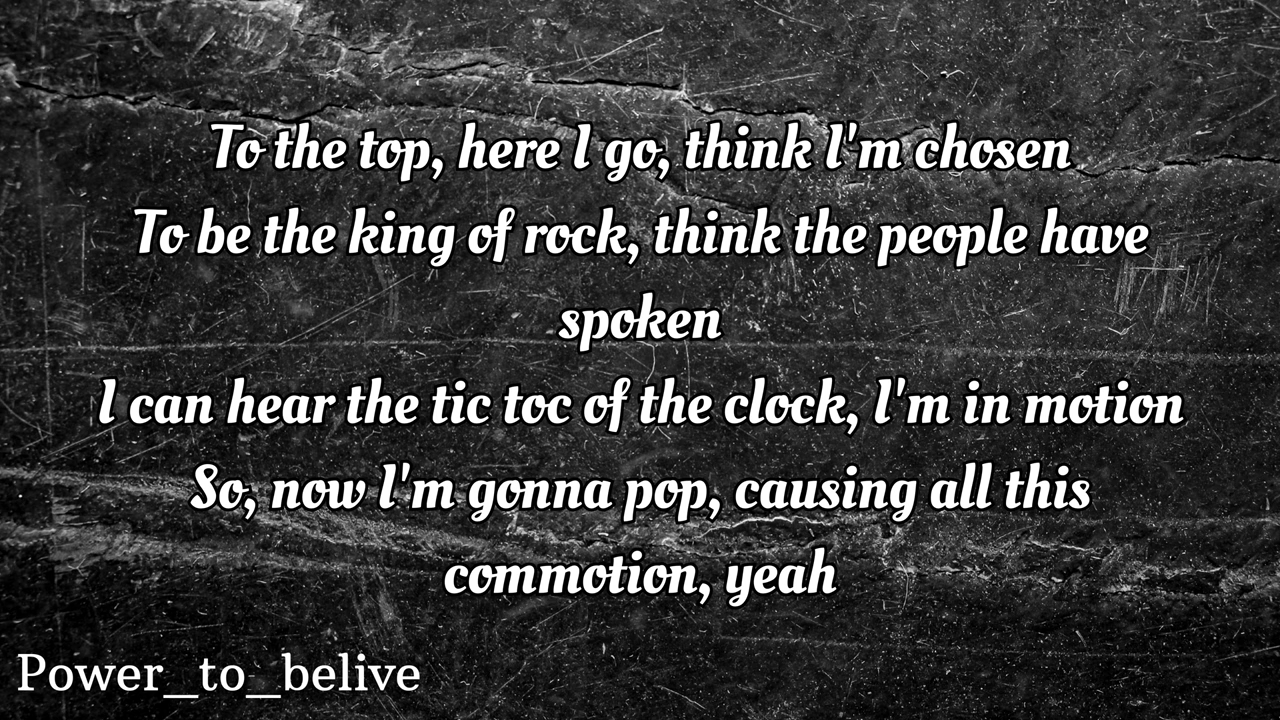 To the top, here I go, think I'm chosen
To be the king of rock, think the people have
spoken
I can hear the tic toc of the clock, I'm in motion
So, now I'm gonna pop, causing all this
commotion, yeah
Power_to_belive